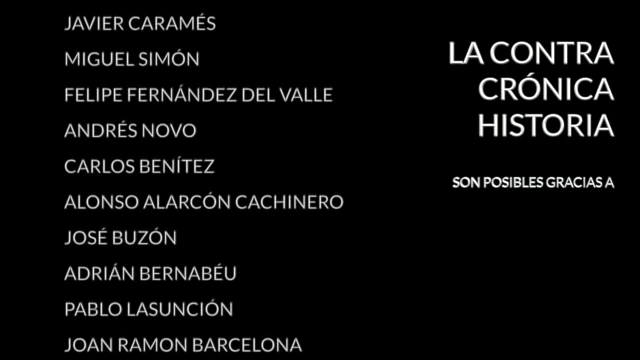 JAVIER CARAMÉS
MIGUEL SIMÓN
FELIPE FERNÁNDEZ DEL VALLE
ANDRÉS NOVO
CARLOS BENÍTEZ
ALONSO ALARCÓN CACHINERO
JOSÉ BUZÓN
ADRIÁN BERNABÉU
PABLO LASUNCIÓN
JOAN RAMON BARCELONA
LA CONTRA
CRÓNICA
HISTORIA
SON POSIBLES GRACIAS A